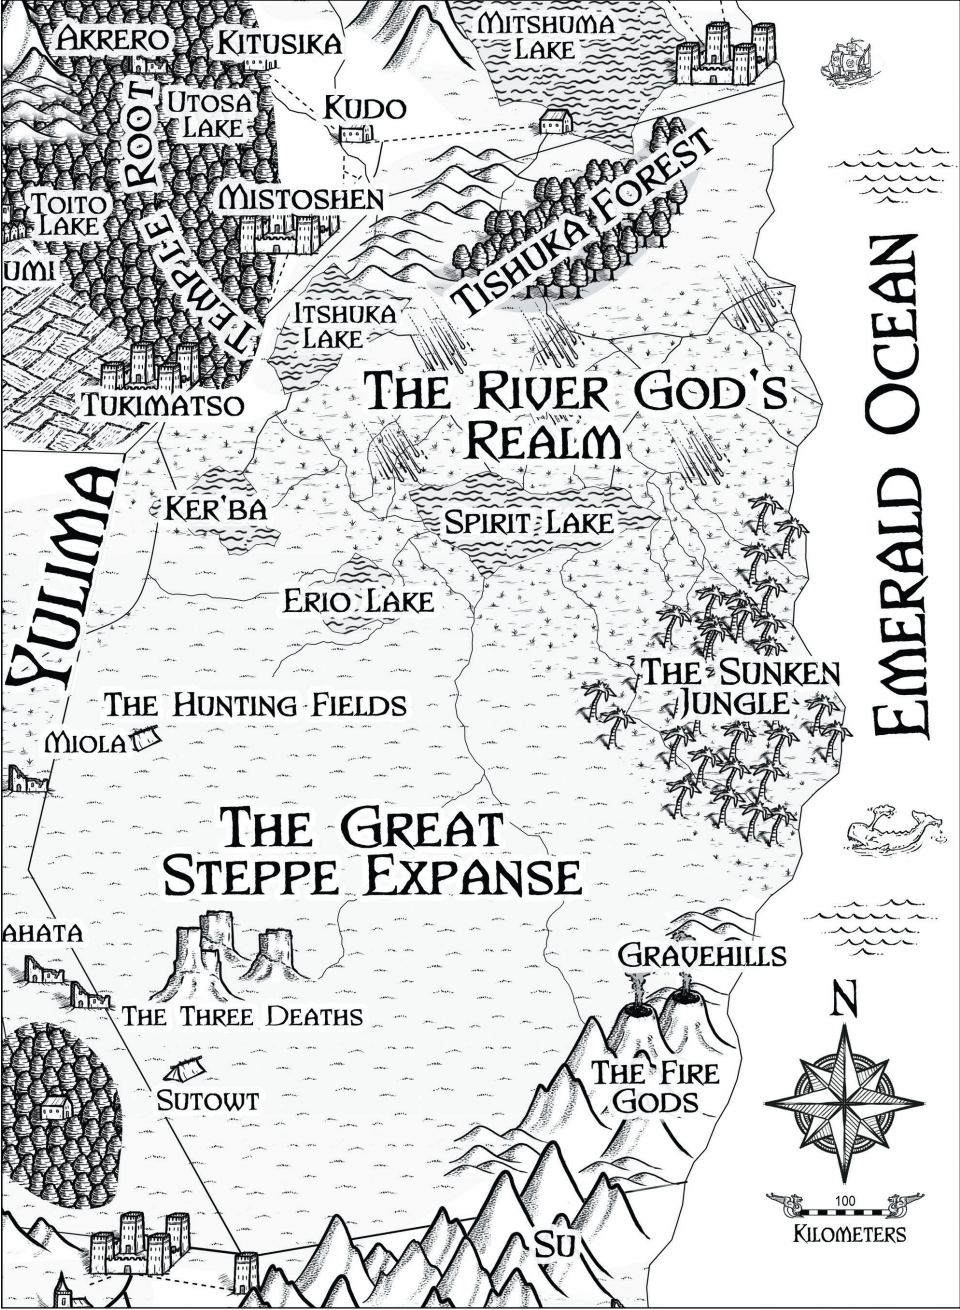 MITSHUMA
LAKE
AKRERO
KITUSIKA
UTOSA
LAKE
KUDO
TEMPLE ROOT
TISHUKA FOREST
TOITO
LAKE
MISTOSHEN
UMI
ITSHUKA
LAKE
EMERALD OCEAN
THE RIVER GOD'S
REALM
TUKIMATSO
YULIMA
KER'BA
SPIRIT LAKE
ERIO LAKE
THE SUNKEN
JUNGLE
THE HUNTING FIELDS
MIOLA
THE GREAT
STEPPE EXPANSE
AHATA
GRAVEHILLS
N
THE THREE DEATHS
THE FIRE
GODS
SUTOWT
100
KILOMETERS
SU